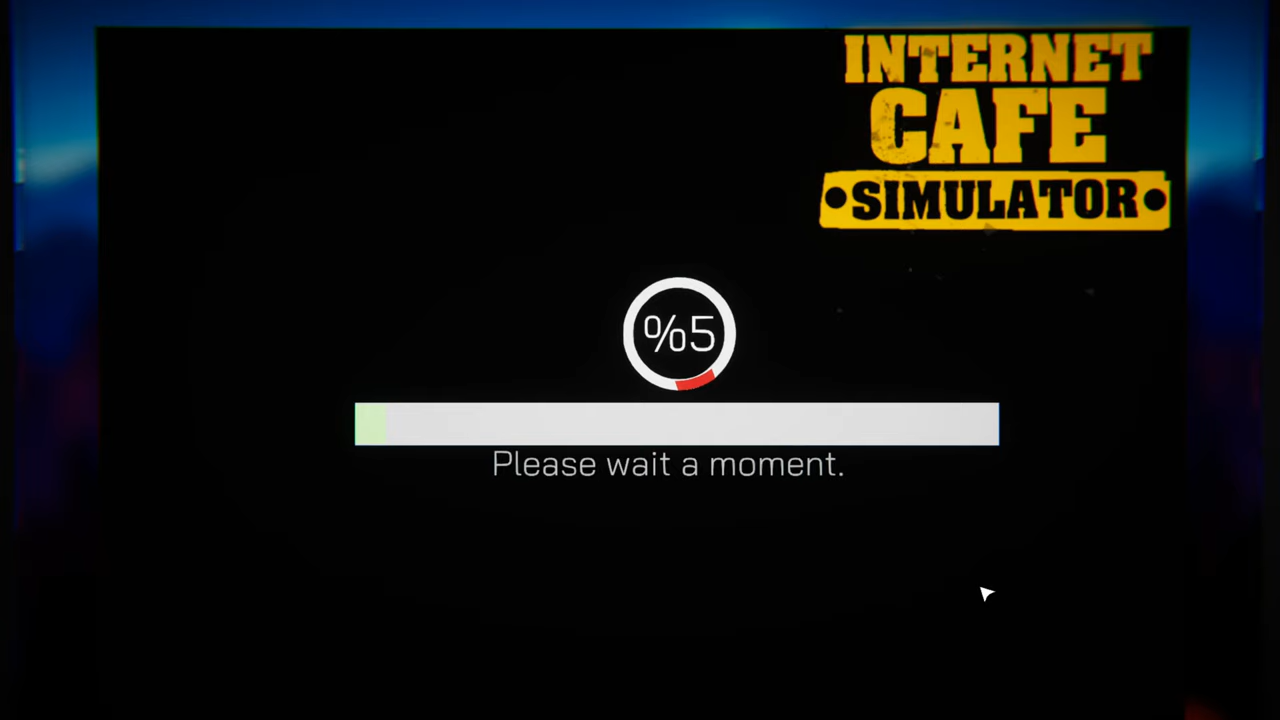 INTERNET
CAFE
•SIMULATOR•
%5
Please wait a moment.